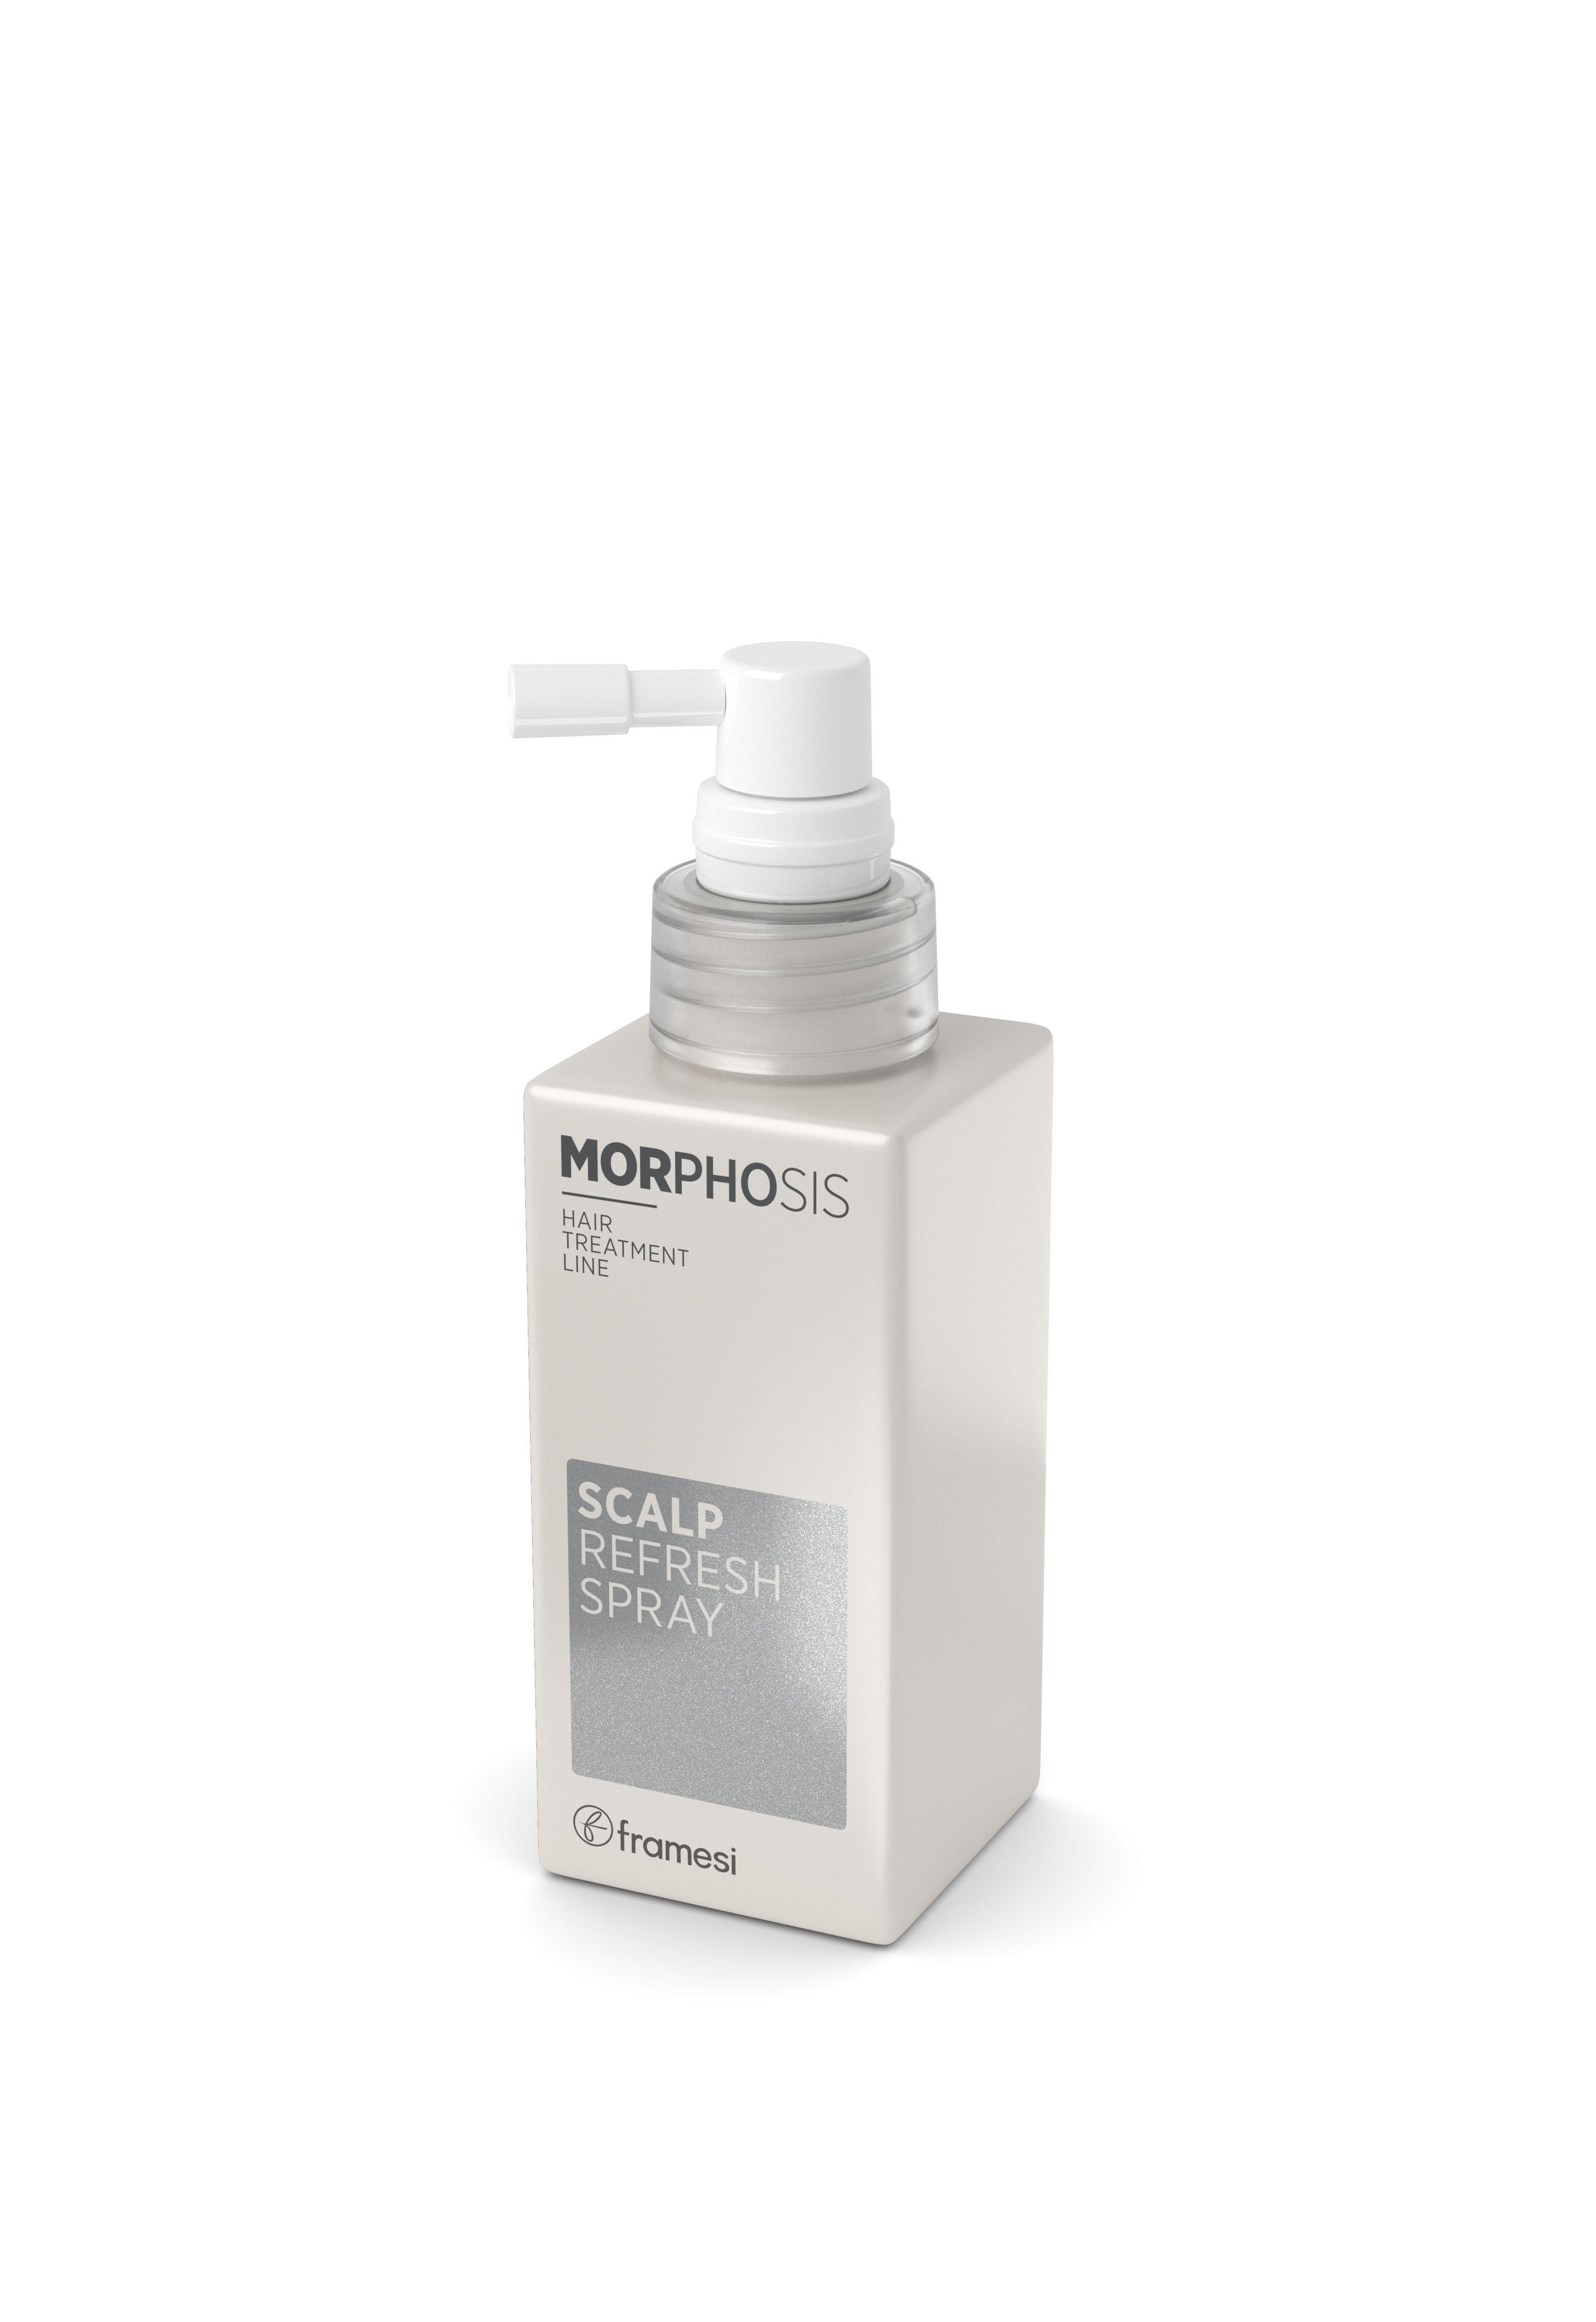 MORPHOSIS
HAIR
TREATMENT
LINE
SCALP
REFRESH
SPRAY
framesi